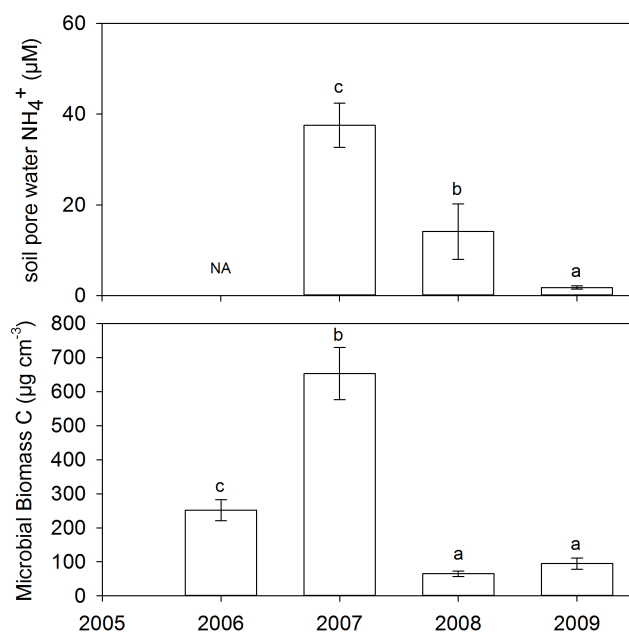 60
40
20
0
soil pore water NH4+ (µM)
c
b
a
NA
800
700
600
500
400
300
200
100
0
Microbial Biomass C (µg cm-3)
c
b
a
a
2005 2006 2007 2008 2009